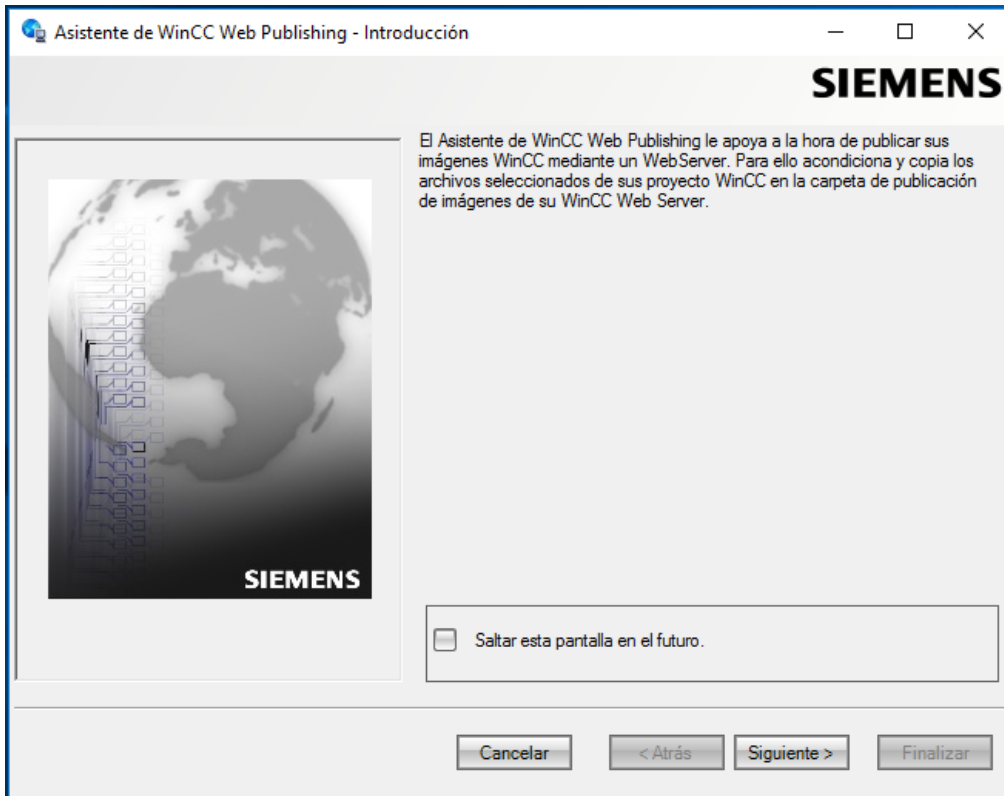 Asistente de WinCC Web Publishing - Introducción
SIEMENS
El Asistente de WinCC Web Publishing le apoya a la hora de publicar sus
imágenes WinCC mediante un WebServer. Para ello acondiciona y copia los
archivos seleccionados de sus proyecto WinCC en la carpeta de publicación
de imágenes de su WinCC Web Server.
SIEMENS
Saltar esta pantalla en el futuro.
Cancelar
< Atrás
Siguiente >
Finalizar